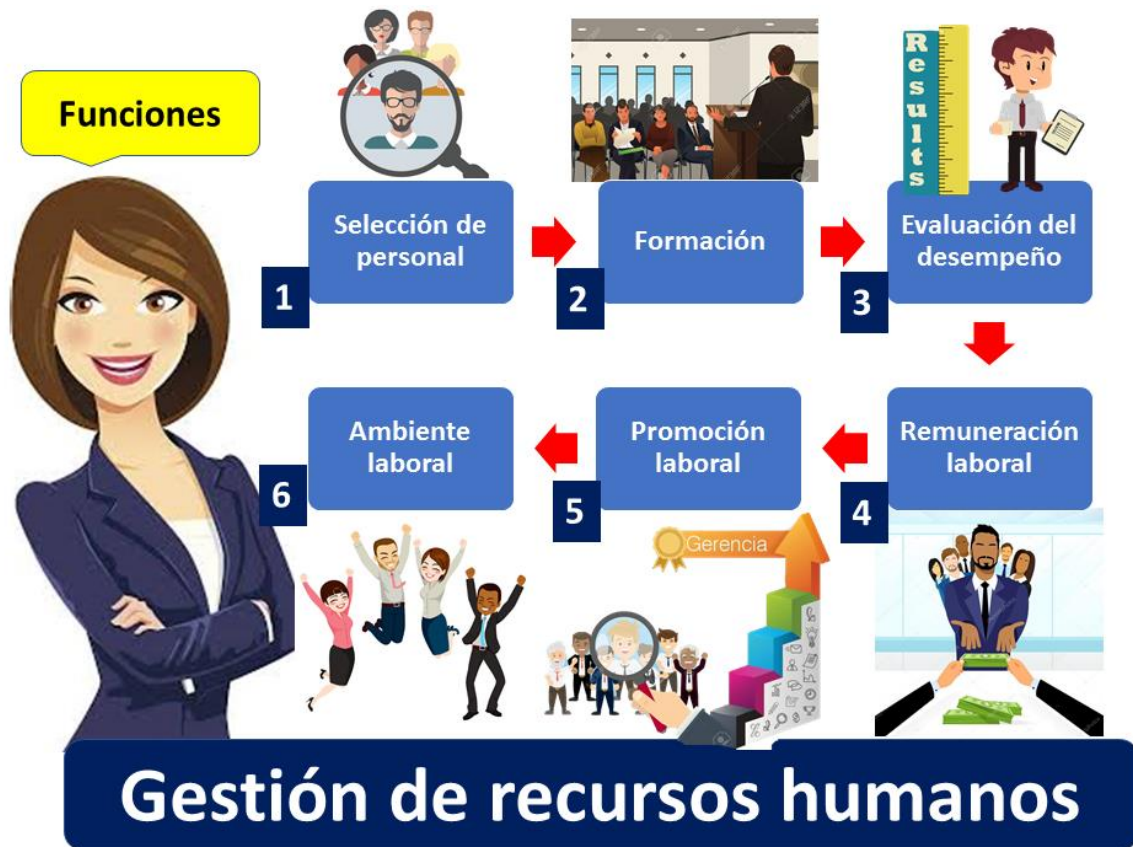 Funciones
Results
Selección de
personal
1
Formación
2
Evaluación del
desempeño
3
Remuneración
laboral
4
Promoción
laboral
5
Ambiente
laboral
6
Gerencia
Gestión de recursos humanos